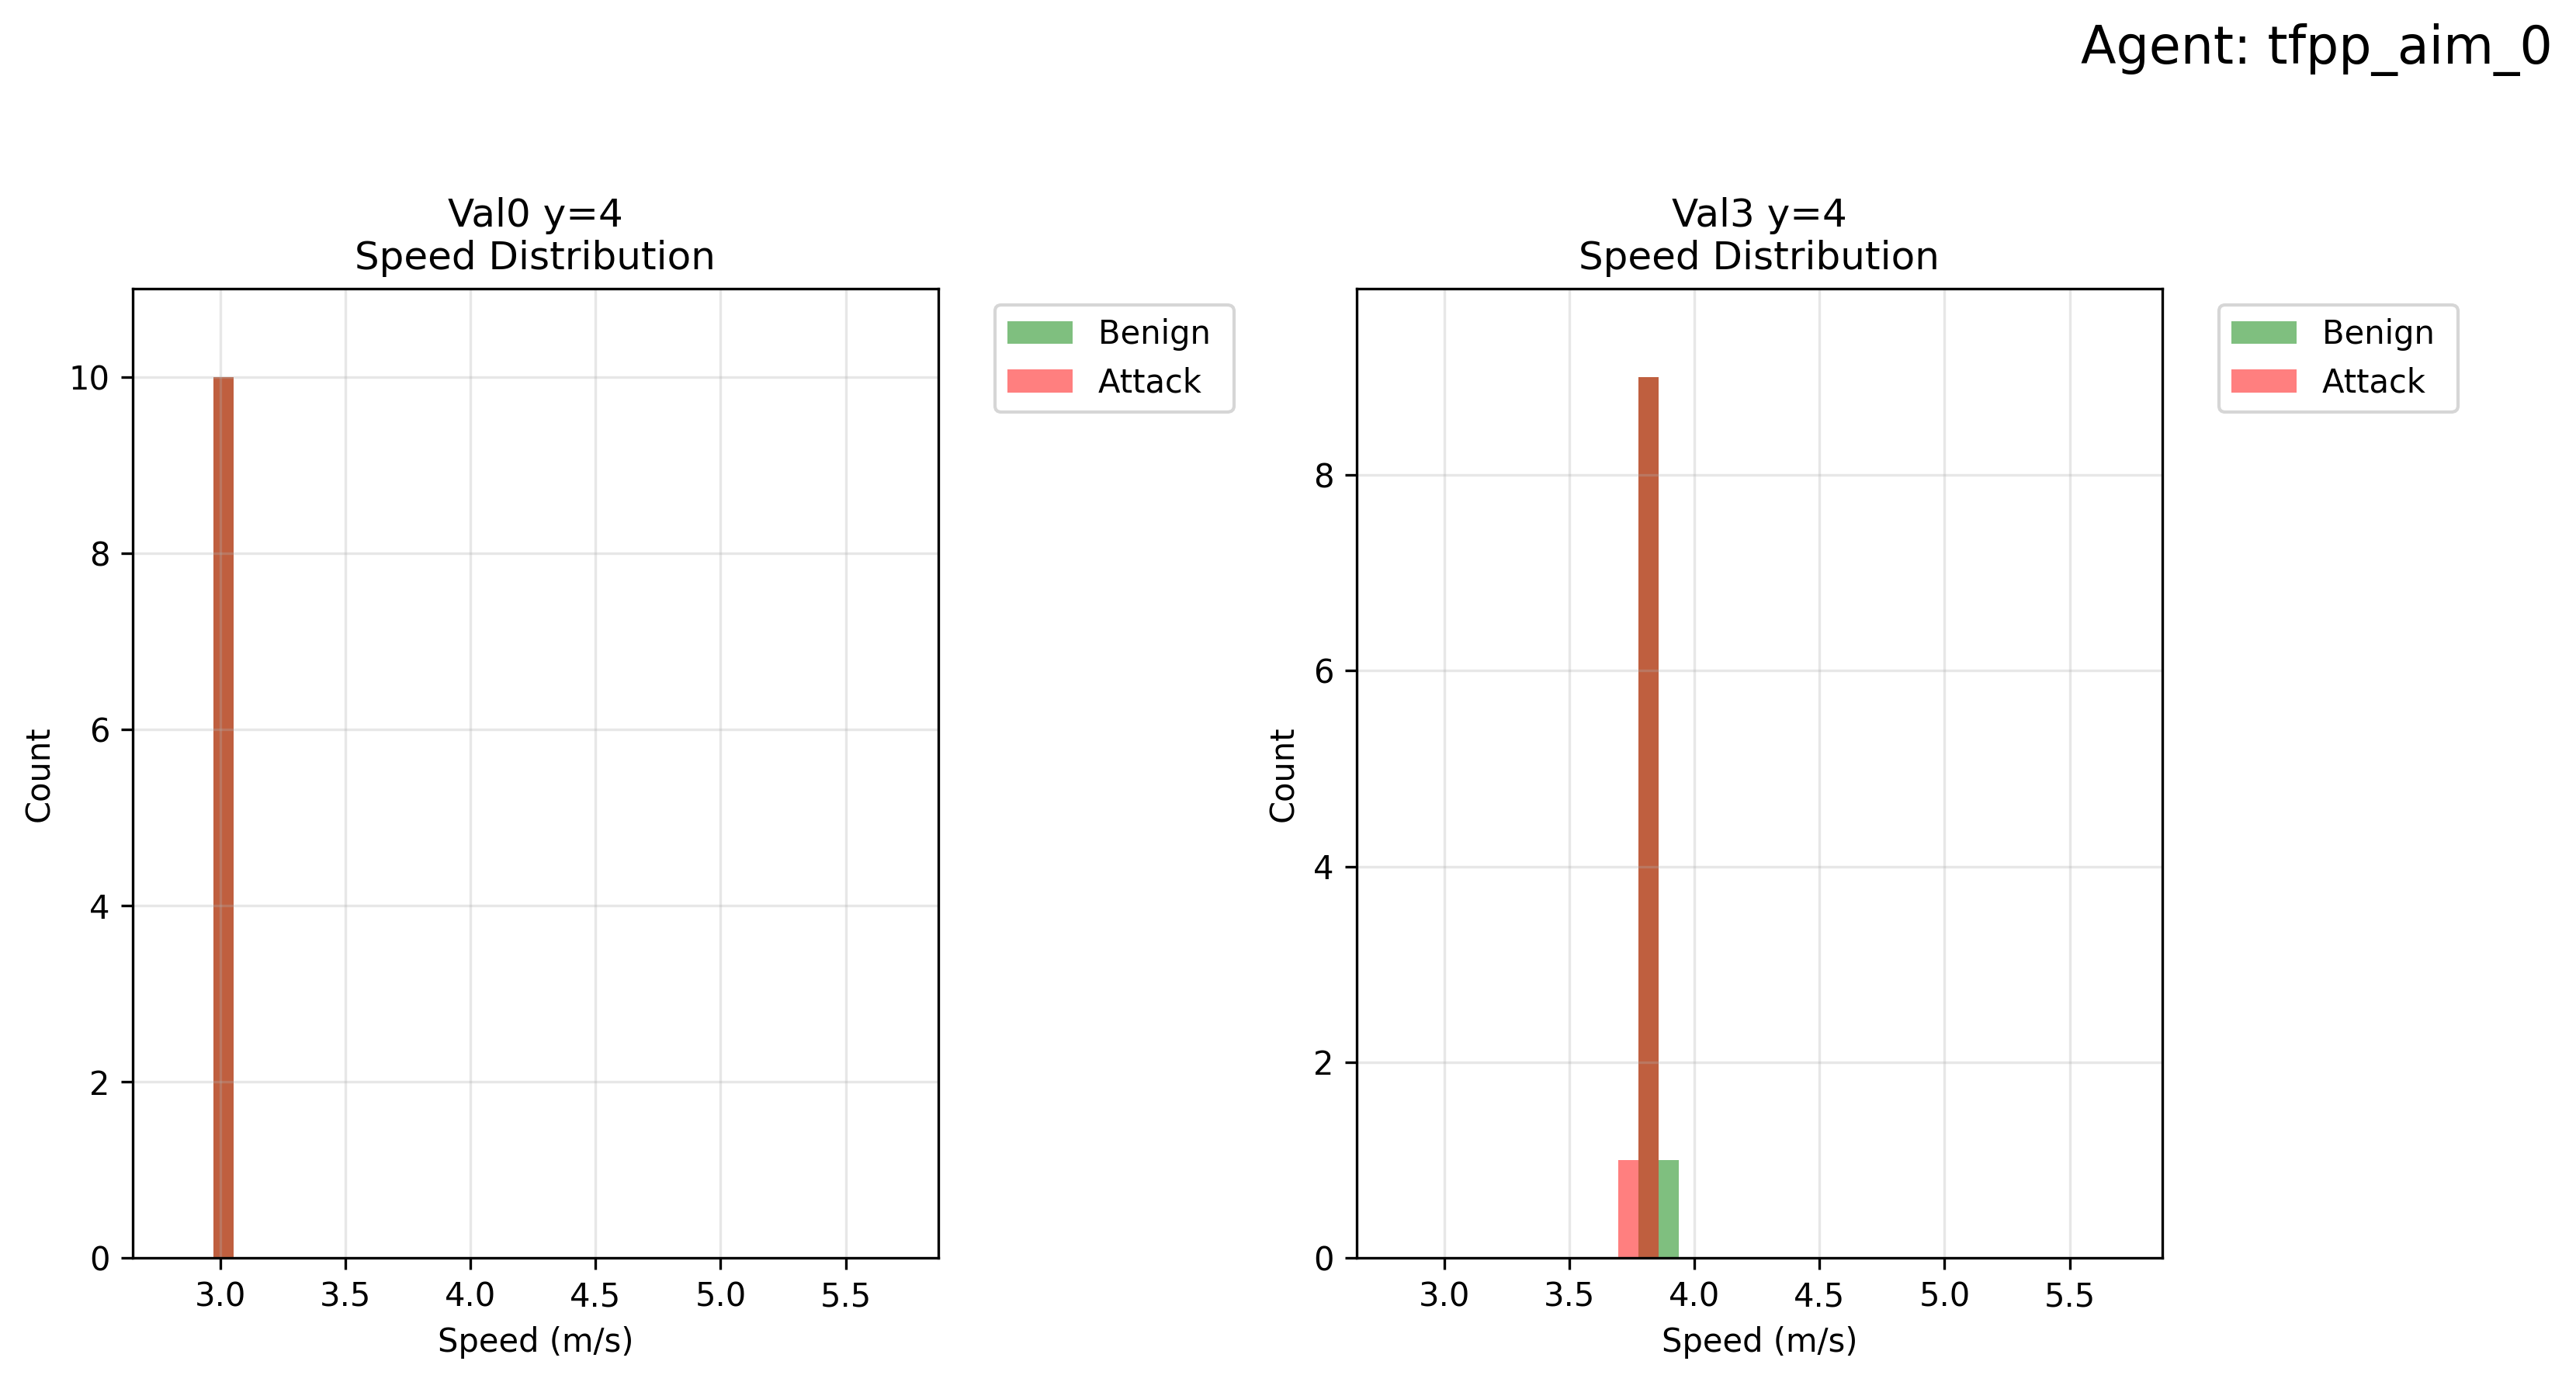 Agent: tfpp_aim_0
Val0 y=4
Speed Distribution
10
8
6
4
2
0
Count
3.0 3.5 4.0 4.5 5.0 5.5
Speed (m/s)
Benign
Attack
Val3 y=4
Speed Distribution
8
6
4
2
0
Count
3.0 3.5 4.0 4.5 5.0 5.5
Speed (m/s)
Benign
Attack